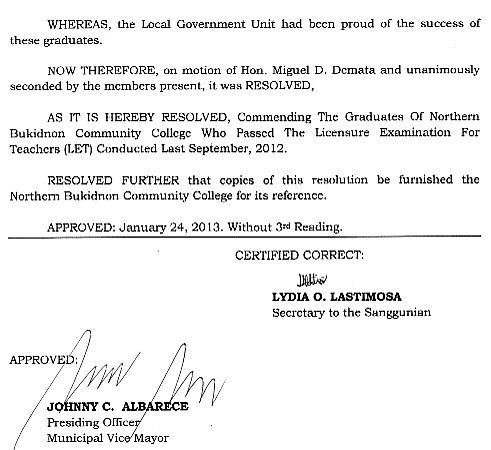 WHEREAS, the Local Government Unit had been proud of the success of
these graduates.
NOW THEREFORE, on motion of Hon. Miguel D. Demata and unanimously
seconded by the members present, it was RESOLVED,
AS IT IS HEREBY RESOLVED, Commending The Graduates Of Northern
Bukidnon Community College Who Passed The Licensure Examination For
Teachers (LET) Conducted Last September, 2012.
RESOLVED FURTHER that copies of this resolution be furnished the
Northern Bukidnon Community College for its reference.
APPROVED: January 24, 2013. Without 3rd Reading.
CERTIFIED CORRECT:
LYDIA O. LASTIMOSA
Secretary to the Sanggunian
APPROVED:
JOHNNY C. ALBARECE
Presiding Officer
Municipal Vice Mayor